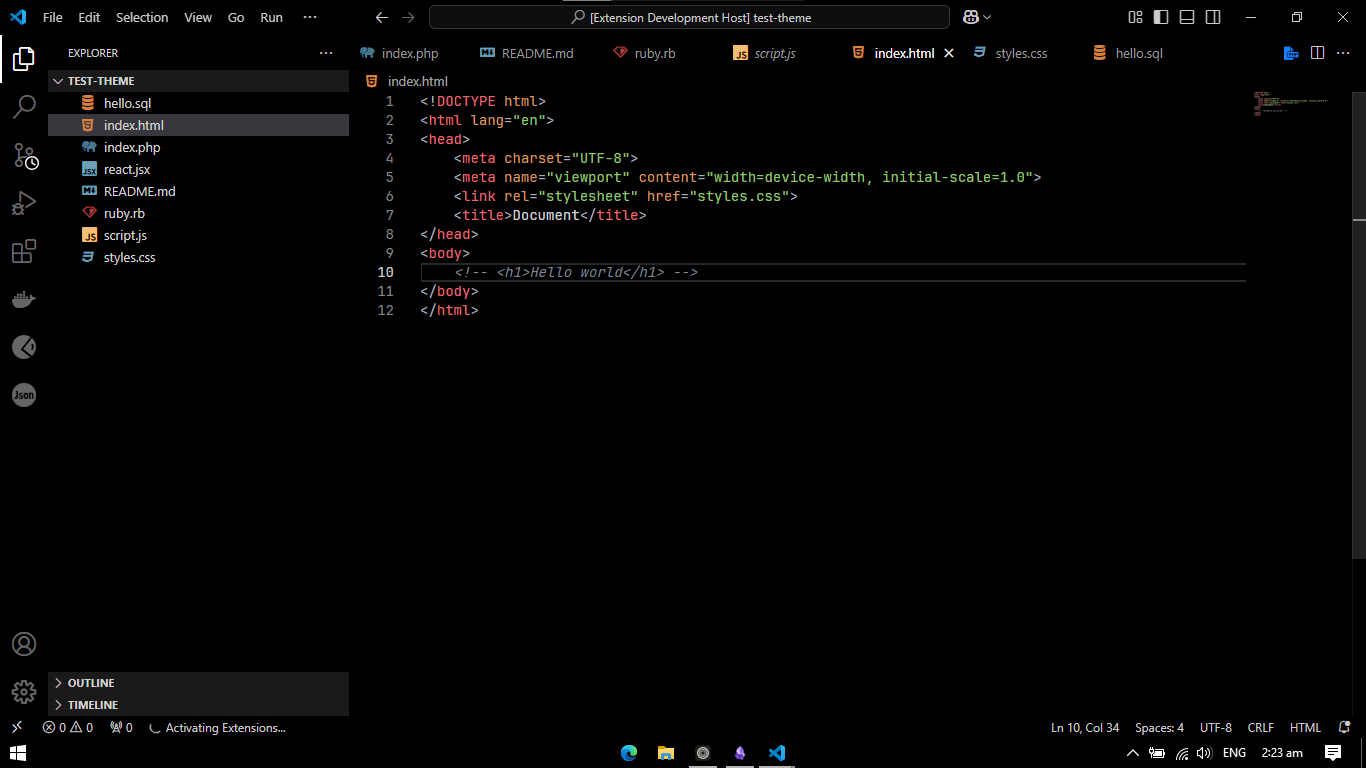 File Edit Selection View Go Run ···
[Extension Development Host] test-theme
EXPLORER ···
TEST-THEME
hello.sql
index.html
index.php
JSX react.jsx
README.md
ruby.rb
JS script.js
styles.css
OUTLINE
TIMELINE
Json
index.php README.md ruby.rb JS script.js index.html styles.css hello.sql ···
index.html
1 <!DOCTYPE html>
2 <html lang="en">
3 <head>
4 <meta charset="UTF-8">
5 <meta name="viewport" content="width=device-width, initial-scale=1.0">
6 <link rel="stylesheet" href="styles.css">
7 <title>Document</title>
8 </head>
9 <body>
10 <!-- <h1>Hello world</h1> -->
11 </body>
12 </html>
0 0 0 Activating Extensions...
Ln 10, Col 34 Spaces: 4 UTF-8 CRLF HTML
ENG 2:23 am